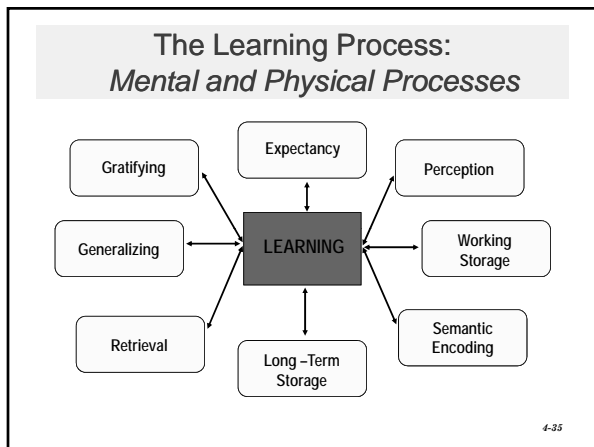 The Learning Process:
Mental and Physical Processes
Expectancy
Gratifying
Perception
Generalizing
LEARNING
Working
Storage
Retrieval
Long –Term
Storage
Semantic
Encoding
4-35